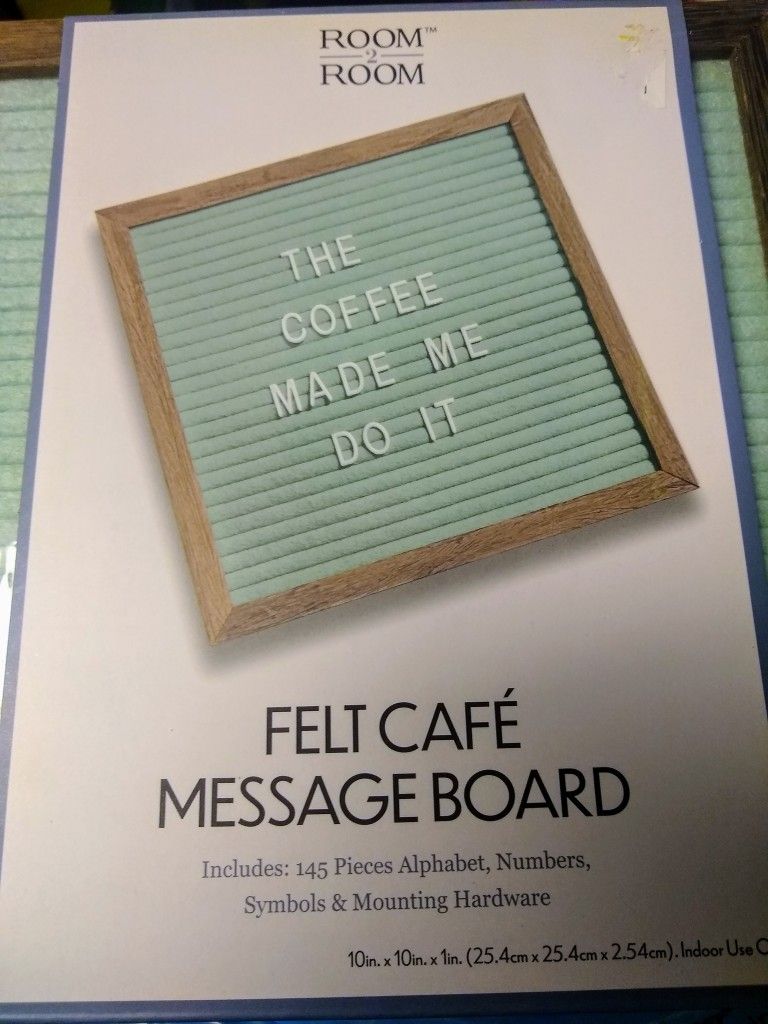 ROOM™
2
ROOM
THE
COFFEE
MADE ME
DO IT
FELT CAFÉ
MESSAGE BOARD
Includes: 145 Pieces Alphabet, Numbers,
Symbols & Mounting Hardware
10in. x 10in. x 1in. (25.4cm x 25.4cm x 2.54cm). Indoor Use